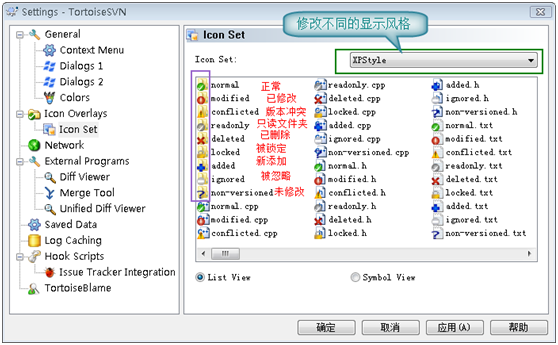 Settings - TortoiseSVN
修改不同的显示风格
General
Context Menu
Dialogs 1
Dialogs 2
Colors
Icon Overlays
Icon Set
Network
External Programs
Diff Viewer
Merge Tool
Unified Diff Viewer
Saved Data
Log Caching
Hook Scripts
Issue Tracker Integration
TortoiseBlame
Icon Set
Icon Set: XPStyle
normal 正常
modified 已修改
conflicted 版本冲突
readonly 只读文件夹
deleted 已删除
locked 被锁定
added 新添加
ignored 被忽略
non-versioned 未修改
normal.cpp
modified.cpp
conflicted.cpp
readonly.cpp
deleted.cpp
locked.cpp
added.cpp
ignored.cpp
non-versioned.cpp
normal.h
modified.h
conflicted.h
readonly.h
deleted.h
locked.h
added.h
ignored.h
non-versioned.h
normal.txt
modified.txt
conflicted.txt
readonly.txt
deleted.txt
locked.txt
added.txt
ignored.txt
non-versioned.txt
List View Symbol View
确定 取消 应用(A) 帮助